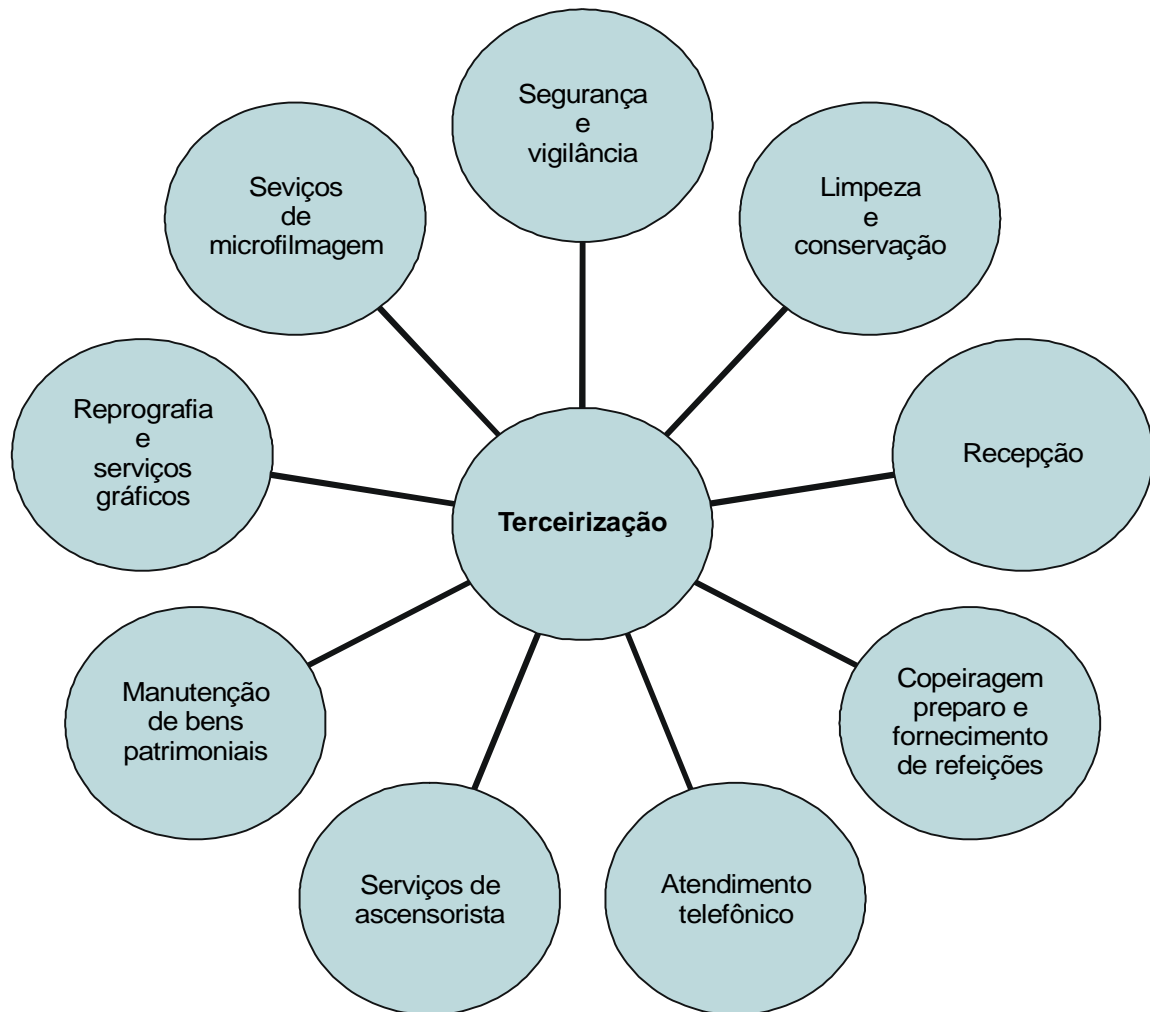 Segurança
e
vigilância
Limpeza
e
conservação
Recepção
Copeiragem
preparo e
fornecimento
de refeições
Atendimento
telefônico
Serviços de
ascensorista
Manutenção
de bens
patrimoniais
Reprografia
e
serviços
gráficos
Seviços
de
microfilmagem
Terceirização